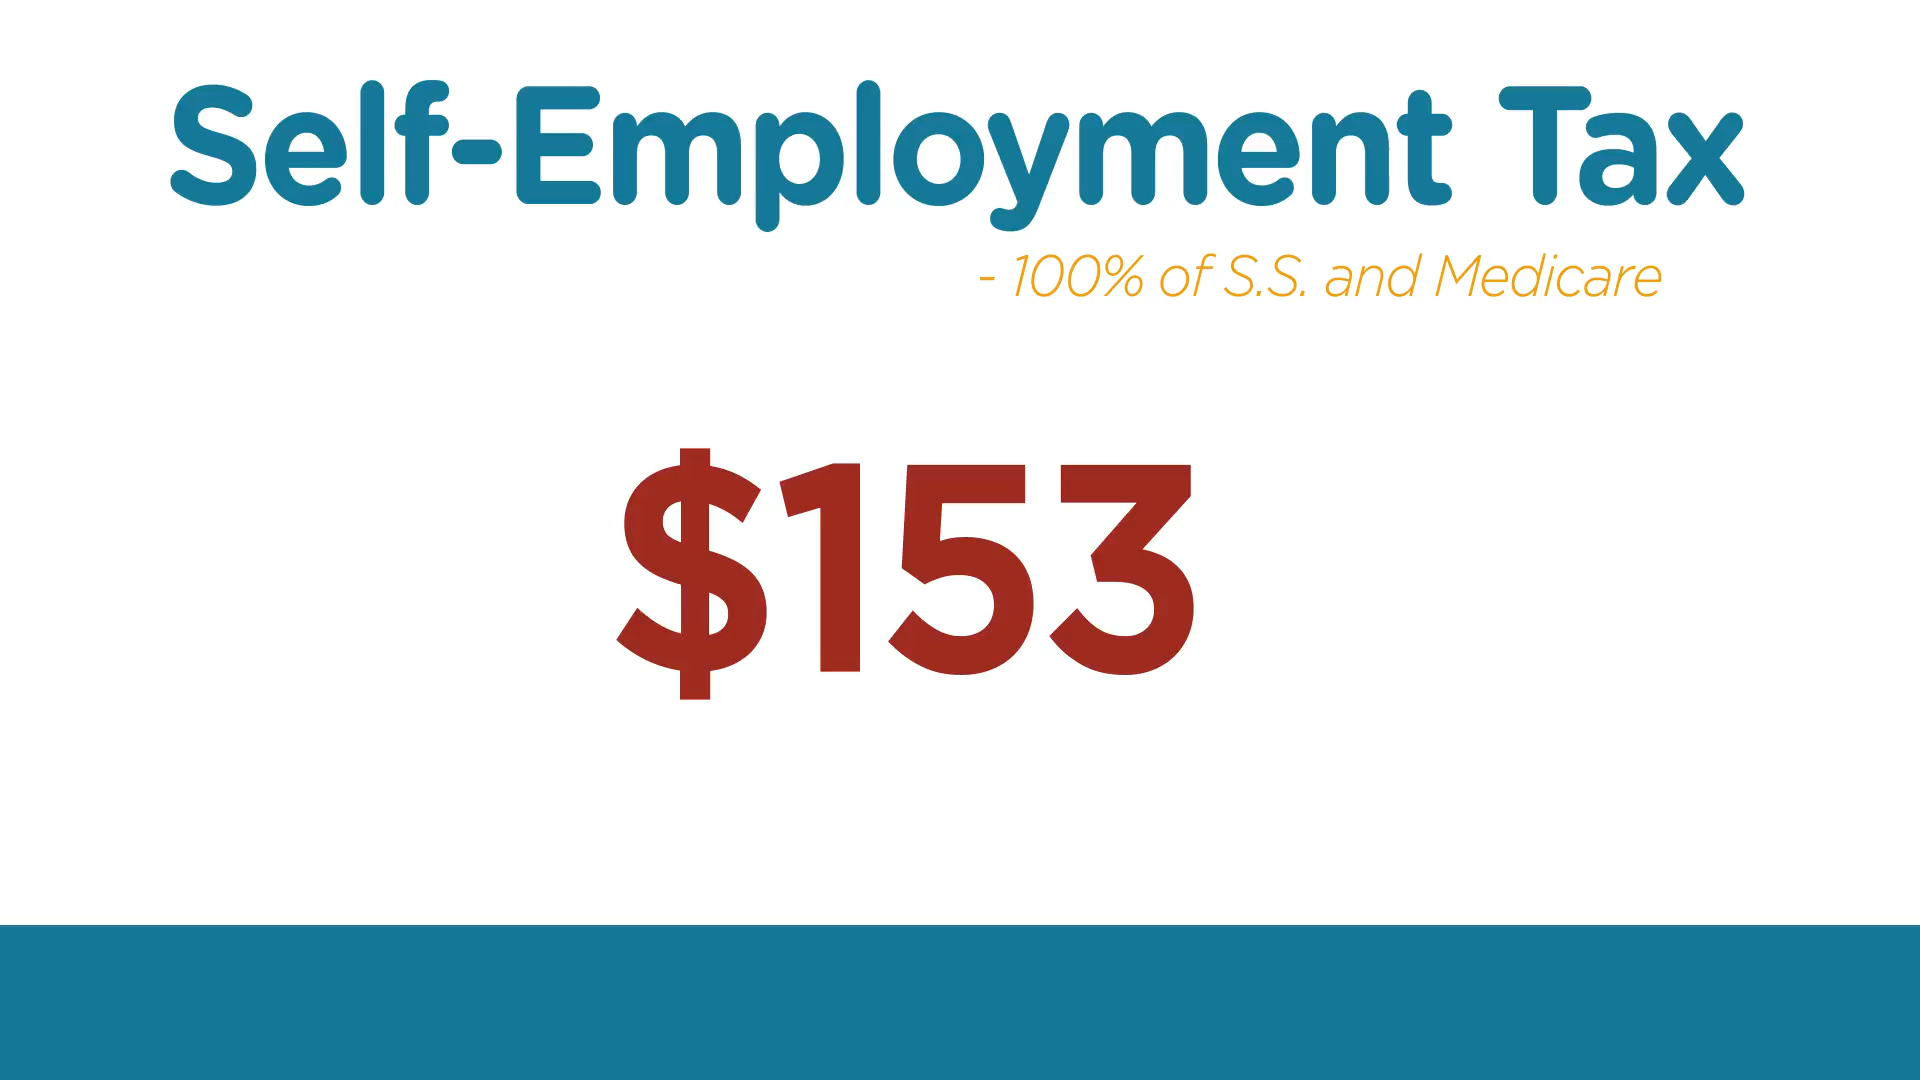 Self-Employment Tax
- 100% of S.S. and Medicare
$153